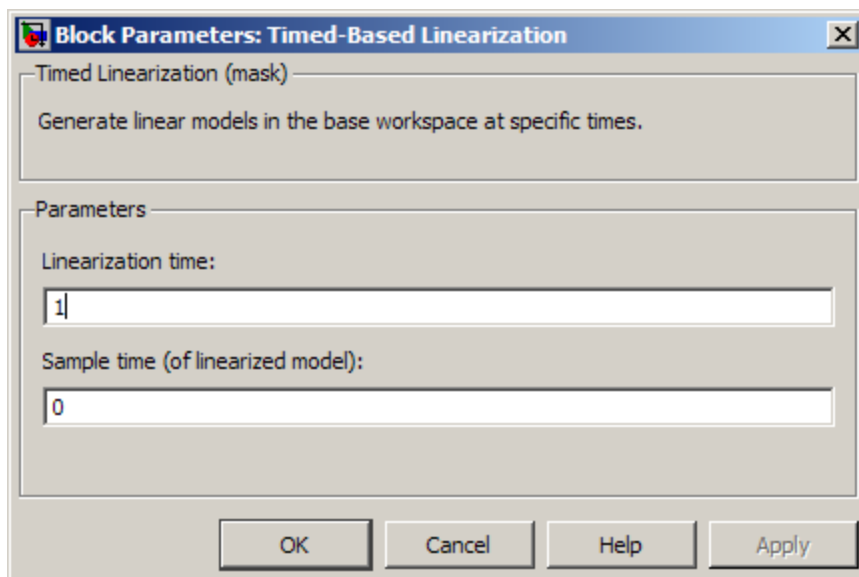 Block Parameters: Timed-Based Linearization
Timed Linearization (mask)
Generate linear models in the base workspace at specific times.
Parameters
Linearization time:
1
Sample time (of linearized model):
0
OK Cancel Help Apply